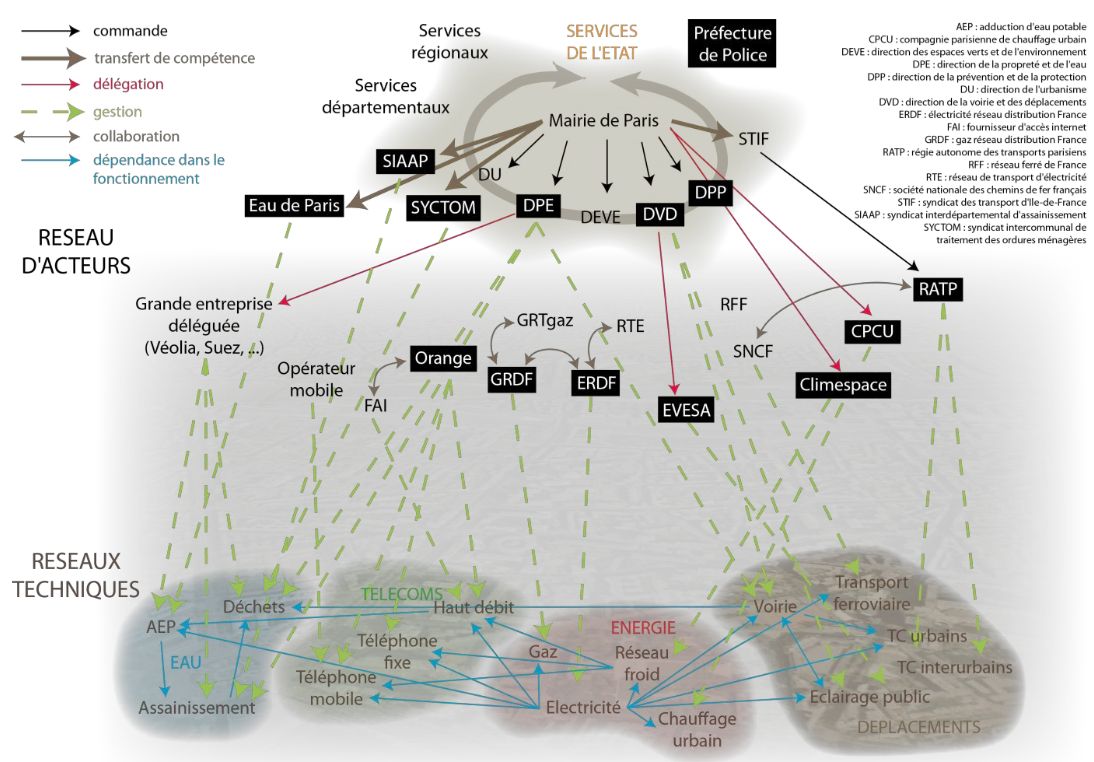 commande
transfert de compétence
délégation
gestion
collaboration
dépendance dans le
fonctionnement
Services
régionaux
SERVICES
DE L'ETAT
Préfecture
de Police
Services
départementaux
AEP : adduction d'eau potable
CPCU : compagnie parisienne de chauffage urbain
DEVE : direction des espaces verts et de l'environnement
DPE : direction de la propreté et de l'eau
DPP : direction de la prévention et de la protection
DU : direction de l'urbanisme
DVD : direction de la voirie et des déplacements
ERDF : électricité réseau distribution France
FAI : fournisseur d'accès internet
GRDF : gaz réseau distribution France
RATP : régie autonome des transports parisiens
RFF : réseau ferré de France
RTE : réseau de transport d'électricité
SNCF : société nationale des chemins de fer français
STIF : syndicat des transport d'Ile-de-France
SIAAP : syndicat interdépartemental d'assainissement
SYCTOM : syndicat intercommunal de
traitement des ordures ménagères
Mairie de Paris
STIF
SIAAP
DU
DPP
Eau de Paris
SYCTOM
DPE
DEVE
DVD
RESEAU
D'ACTEURS
RATP
Grande entreprise
déléguée
(Véolia, Suez, ...)
GRTgaz
RTE
RFF
CPCU
SNCF
Orange
Opérateur
mobile
GRDF
ERDF
Climespace
FAI
EVESA
RESEAUX
TECHNIQUES
TELECOMS
Déchets
Haut débit
Voirie
Transport
ferroviaire
AEP
ENERGIE
TC urbains
Téléphone
fixe
Gaz
Réseau
froid
EAU
TC interurbains
Téléphone
mobile
Assainissement
Electricité
Eclairage public
Chauffage
urbain
DEPLACEMENTS